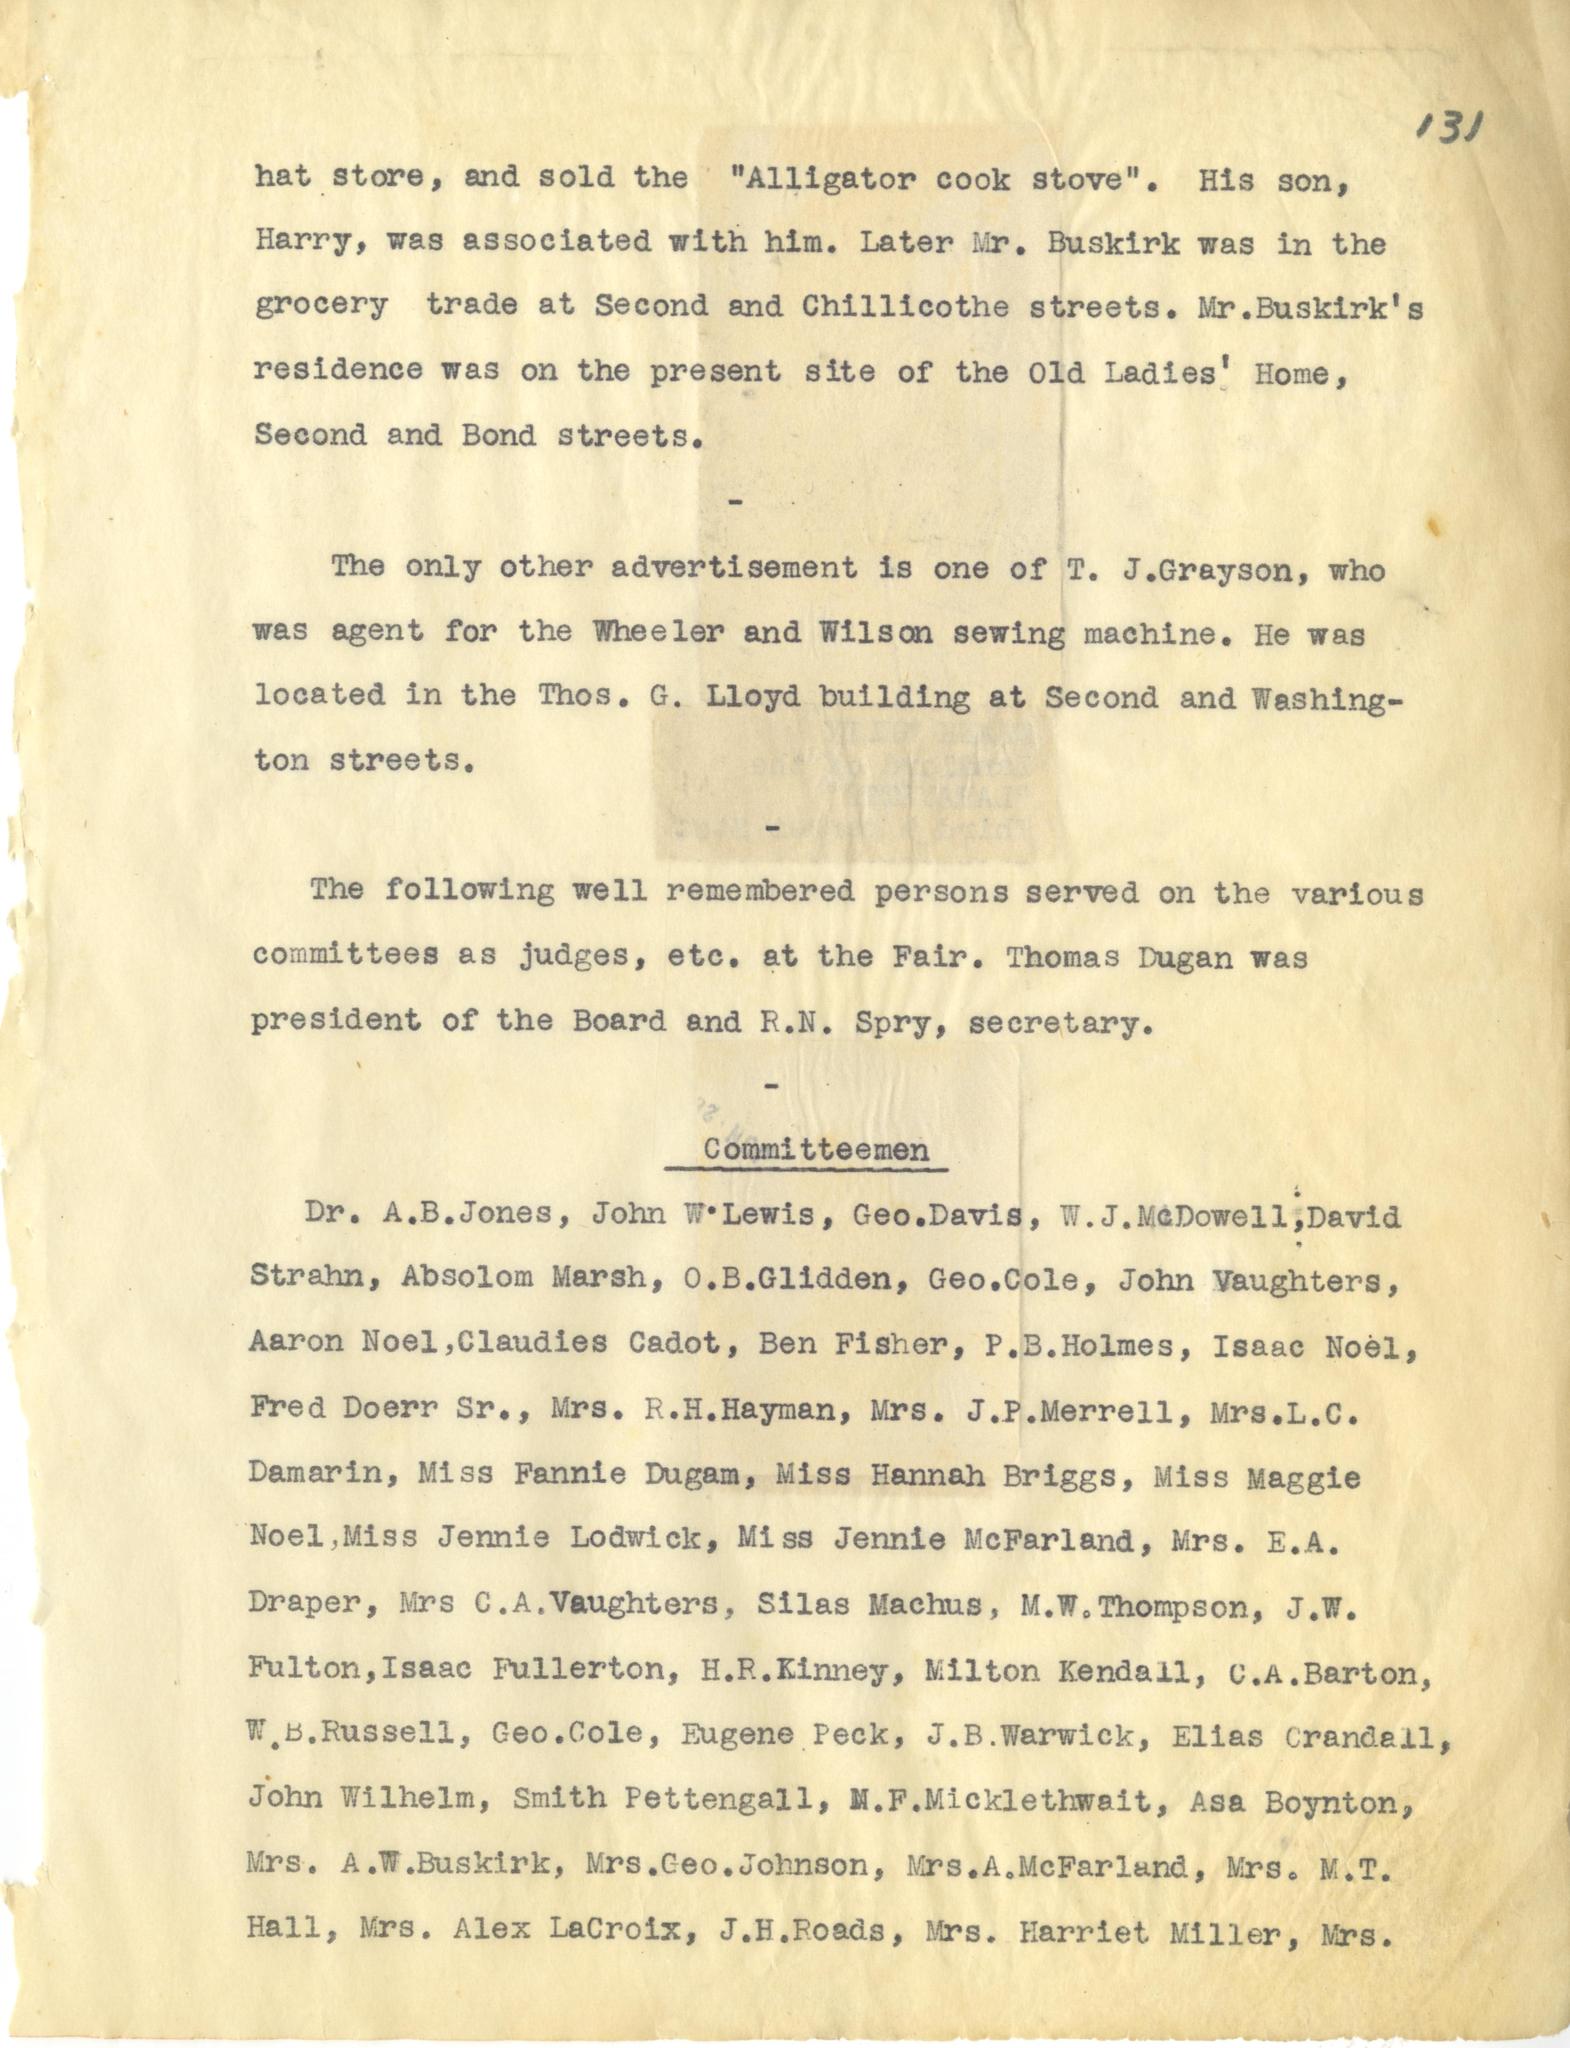 131
hat store, and sold the "Alligator cook stove". His son,
Harry, was associated with him. Later Mr. Buskirk was in the
grocery trade at Second and Chillicothe streets. Mr.Buskirk's
residence was on the present site of the Old Ladies' Home,
Second and Bond streets.
-
The only other advertisement is one of T. J.Grayson, who
was agent for the Wheeler and Wilson sewing machine. He was
located in the Thos. G. Lloyd building at Second and Washing-
ton streets.
-
The following well remembered persons served on the various
committees as judges, etc. at the Fair. Thomas Dugan was
president of the Board and R.N. Spry, secretary.
-
Committeemen
Dr. A.B.Jones, John W.Lewis, Geo.Davis, W.J.McDowell,David
Strahn, Absolom Marsh, O.B.Glidden, Geo.Cole, John Vaughters,
Aaron Noel,Claudies Cadot, Ben Fisher, P.B.Holmes, Isaac Noel,
Fred Doerr Sr., Mrs. R.H.Hayman, Mrs. J.P.Merrell, Mrs.L.C.
Damarin, Miss Fannie Dugam, Miss Hannah Briggs, Miss Maggie
Noel,Miss Jennie Lodwick, Miss Jennie McFarland, Mrs. E.A.
Draper, Mrs C.A.Vaughters, Silas Machus, M.W.Thompson, J.W.
Fulton,Isaac Fullerton, H.R.Kinney, Milton Kendall, C.A.Barton,
W.B.Russell, Geo.Cole, Eugene Peck, J.B.Warwick, Elias Crandall,
John Wilhelm, Smith Pettengall, M.F.Micklethwait, Asa Boynton,
Mrs. A.W.Buskirk, Mrs.Geo.Johnson, Mrs.A.McFarland, Mrs. M.T.
Hall, Mrs. Alex LaCroix, J.H.Roads, Mrs. Harriet Miller, Mrs.